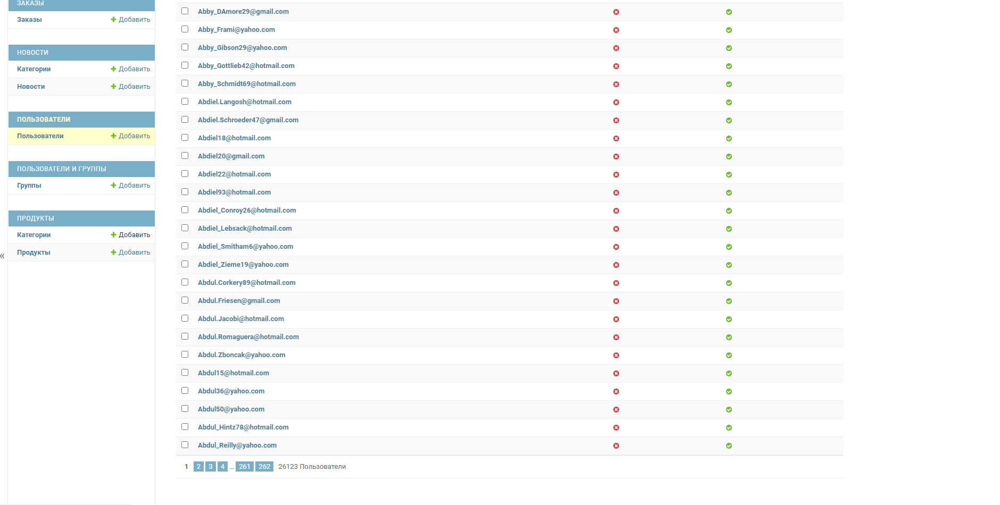 ЗАКАЗЫ
Заказы Добавить
НОВОСТИ
Категории Добавить
Новости Добавить
ПОЛЬЗОВАТЕЛИ
Пользователи Добавить
ПОЛЬЗОВАТЕЛИ И ГРУППЫ
Группы Добавить
ПРОДУКТЫ
Категории Добавить
Продукты Добавить
«
Abby_DAmore29@gmail.com
Abby_Frami@yahoo.com
Abby_Gibson29@yahoo.com
Abby_Gottlieb42@hotmail.com
Abby_Schmidt69@hotmail.com
Abdiel.Langosh@hotmail.com
Abdiel.Schroeder47@gmail.com
Abdiel18@hotmail.com
Abdiel20@gmail.com
Abdiel22@hotmail.com
Abdiel93@hotmail.com
Abdiel_Conroy26@hotmail.com
Abdiel_Lebsack@hotmail.com
Abdiel_Smitham6@yahoo.com
Abdiel_Zieme19@yahoo.com
Abdul.Corkery89@hotmail.com
Abdul.Friesen@gmail.com
Abdul.Jacobi@hotmail.com
Abdul.Romaguera@hotmail.com
Abdul.Zboncak@yahoo.com
Abdul15@hotmail.com
Abdul36@yahoo.com
Abdul50@yahoo.com
Abdul_Hintz78@hotmail.com
Abdul_Reilly@yahoo.com
1 2 3 4 … 261 262 26123 Пользователи